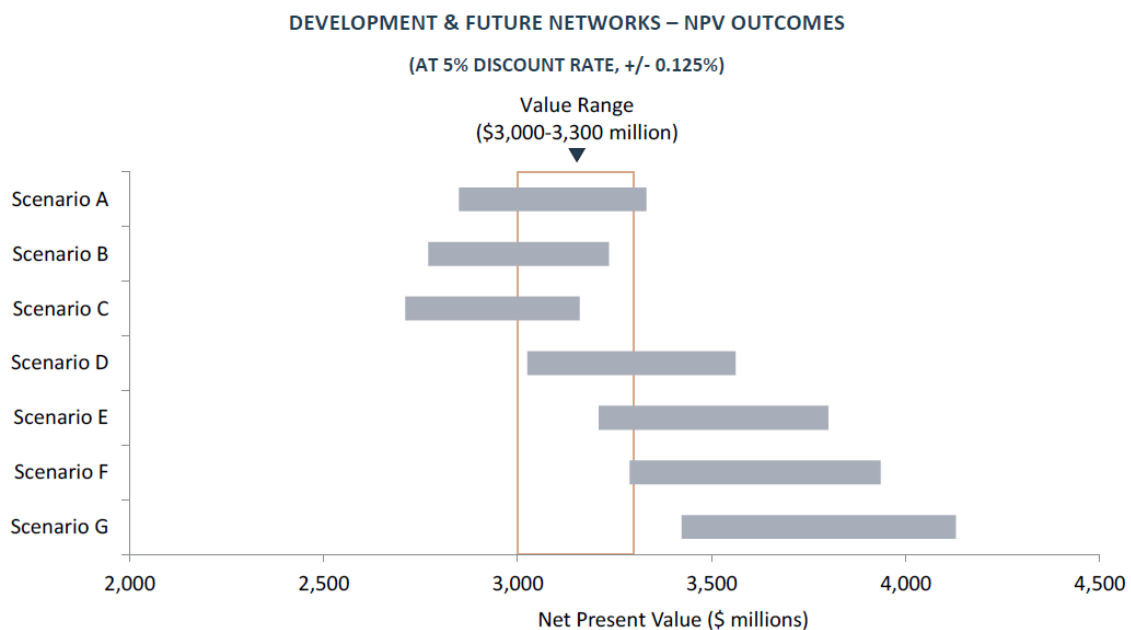 DEVELOPMENT & FUTURE NETWORKS – NPV OUTCOMES
(AT 5% DISCOUNT RATE, +/- 0.125%)
Value Range
($3,000-3,300 million)
Scenario A
Scenario B
Scenario C
Scenario D
Scenario E
Scenario F
Scenario G
2,000 2,500 3,000 3,500 4,000 4,500
Net Present Value ($ millions)